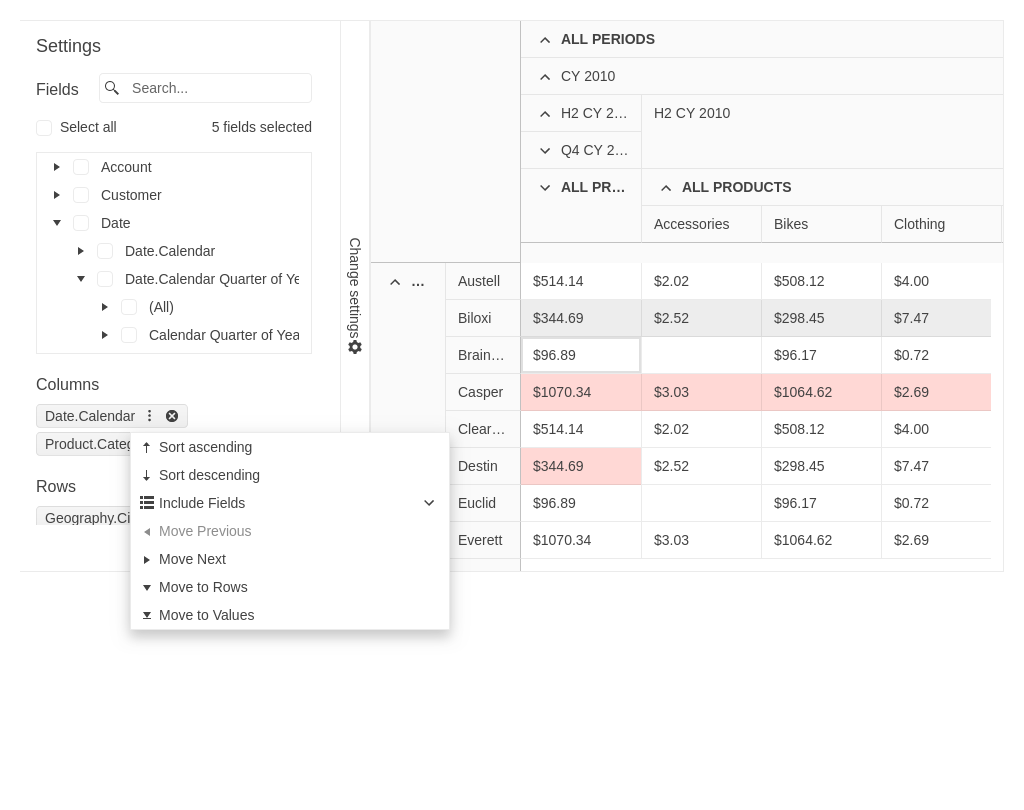 Settings
Fields
Search...
Select all
5 fields selected
Account
Customer
Date
Date.Calendar
Date.Calendar Quarter of Ye
(All)
Calendar Quarter of Yea
Columns
Date.Calendar
Product.Categ
Rows
Geography.Ci
Sort ascending
Sort descending
Include Fields
Move Previous
Move Next
Move to Rows
Move to Values
Change settings
ALL PERIODS
CY 2010
H2 CY 2… H2 CY 2010
Q4 CY 2…
ALL PR… ALL PRODUCTS
Accessories Bikes Clothing
… Austell $514.14 $2.02 $508.12 $4.00
Biloxi $344.69 $2.52 $298.45 $7.47
Brain… $96.89 $96.17 $0.72
Casper $1070.34 $3.03 $1064.62 $2.69
Clear… $514.14 $2.02 $508.12 $4.00
Destin $344.69 $2.52 $298.45 $7.47
Euclid $96.89 $96.17 $0.72
Everett $1070.34 $3.03 $1064.62 $2.69